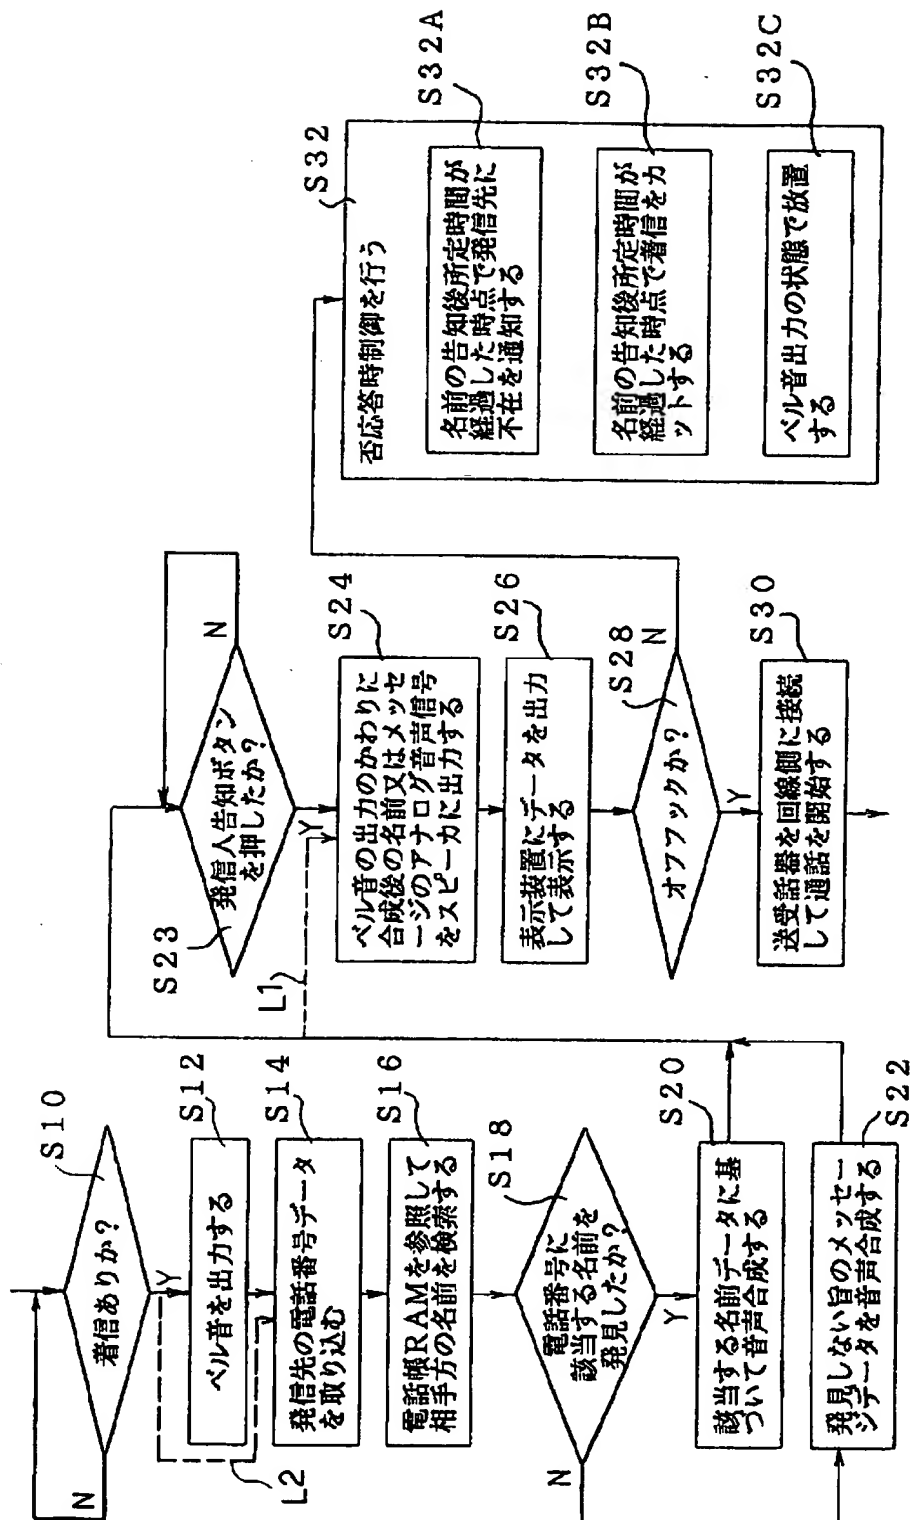 S10
着信ありか?
N
Y
S12
ベル音を出力する
L2
S14
発信先の電話番号データ
を取り込む
S16
電話帳RAMを参照して
相手方の名前を検索する
S18
電話番号に
該当する名前を
発見したか?
N
Y
S20
該当する名前データに基
づいて音声合成する
S22
発見しない旨のメッセー
ジデータを音声合成する
S23
発信人告知ボタン
を押したか?
N
Y
L1
S24
ベル音の出力のかわりに
合成後の名前又はメッセ
ージのアナログ音声信号
をスピーカに出力する
S26
表示装置にデータを出力
して表示する
S28
オフフックか?
N
Y
S30
送受話器を回線側に接続
して通話を開始する
S32
否応答時制御を行う
S32A
名前の告知後所定時間が
経過した時点で発信先に
不在を通知する
S32B
名前の告知後所定時間が
経過した時点で着信をカ
ットする
S32C
ベル音出力の状態で放置
する